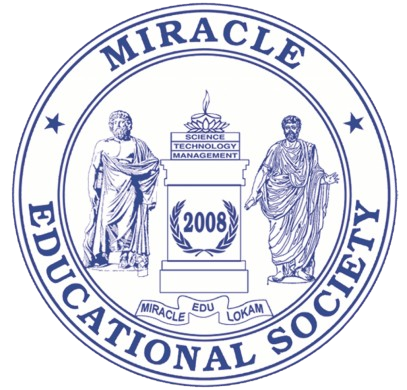 MIRACLE
SCIENCE
TECHNOLOGY
MANAGEMENT
2008
MIRACLE EDU LOKAM
EDUCATIONAL SOCIETY